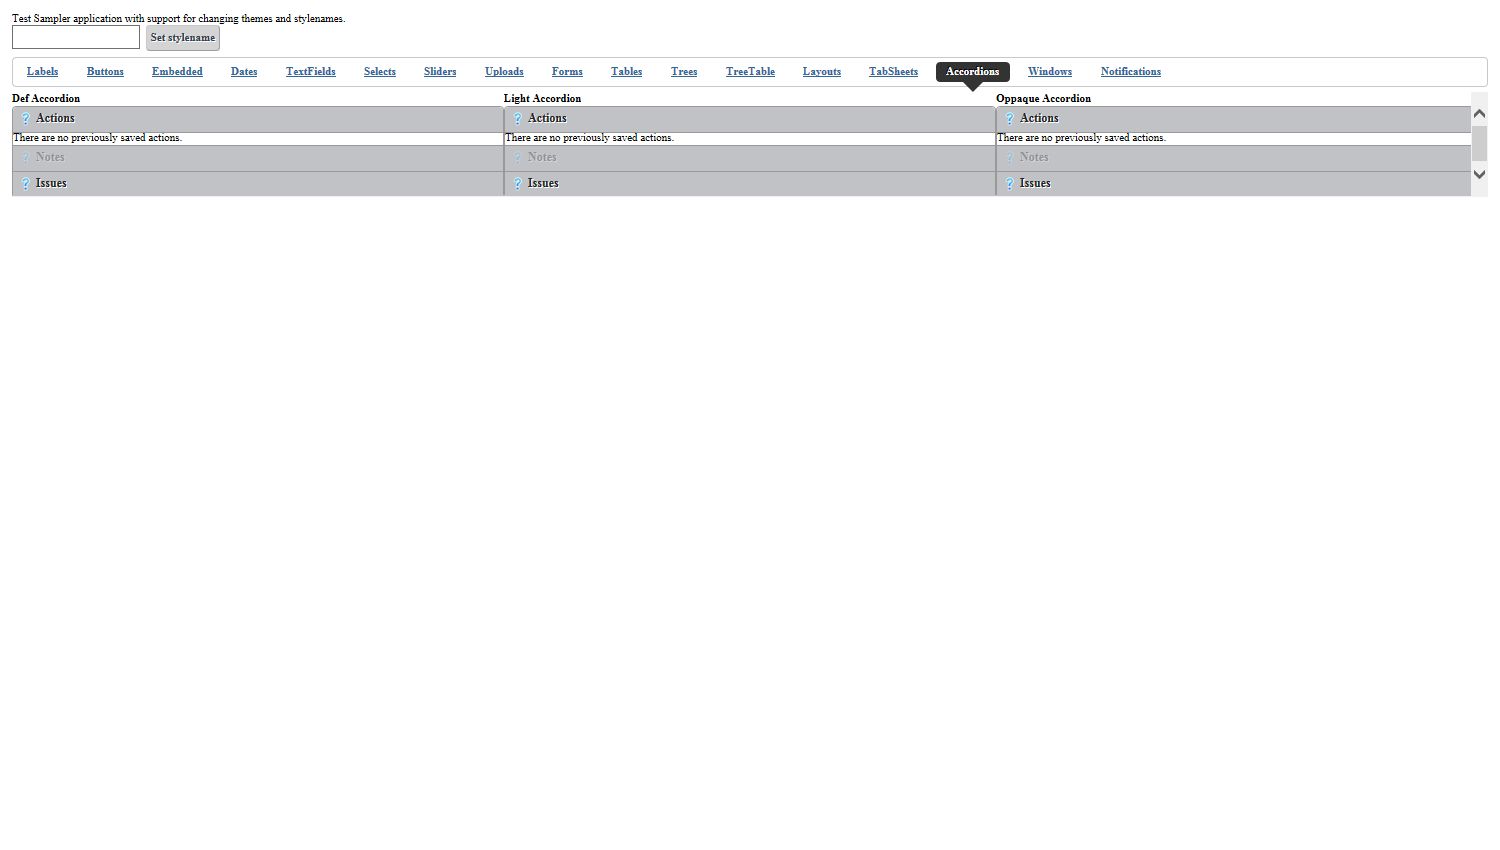 Test Sampler application with support for changing themes and stylenames.
Set stylename
Labels Buttons Embedded Dates TextFields Selects Sliders Uploads Forms Tables Trees TreeTable Layouts TabSheets Accordions Windows Notifications
Def Accordion Light Accordion Oppaque Accordion
Actions Actions Actions
There are no previously saved actions. There are no previously saved actions. There are no previously saved actions.
Notes Notes Notes
Issues Issues Issues